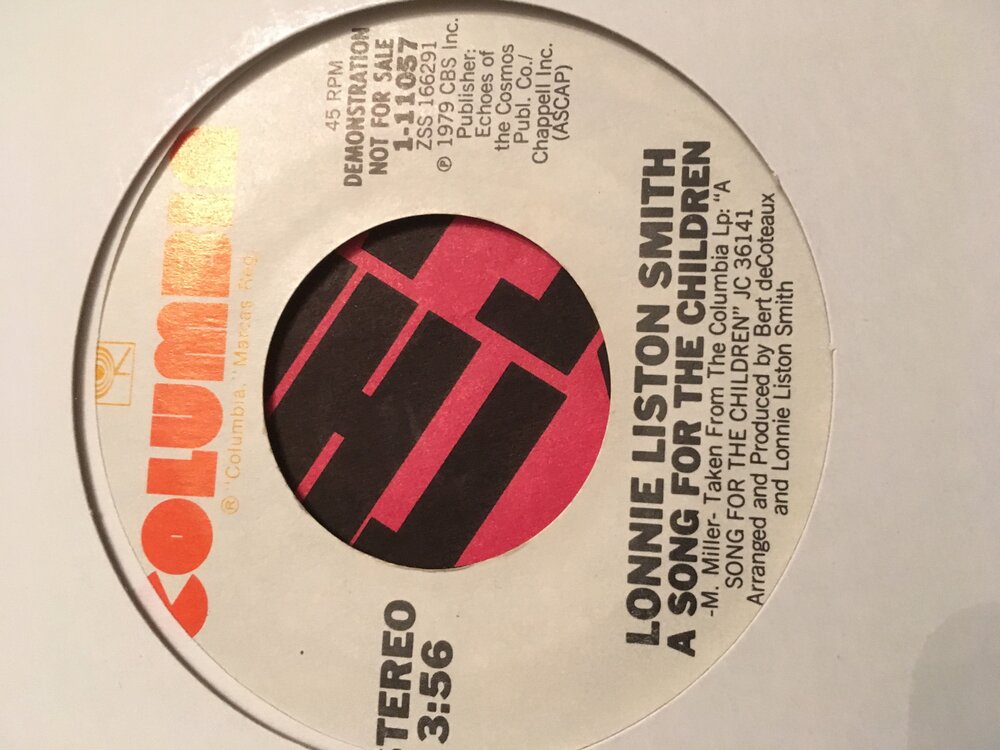 COLUMBIA
® "Columbia," Marcas Reg.
STEREO
3:56
45 RPM
DEMONSTRATION
NOT FOR SALE
1-11057
ZSS 166291
℗ 1979 CBS Inc.
Publisher:
Echoes of
the Cosmos
Publ. Co./
Chappell Inc.
(ASCAP)
LONNIE LISTON SMITH
A SONG FOR THE CHILDREN
-M. Miller- Taken From The Columbia Lp: "A
SONG FOR THE CHILDREN" JC 36141
Arranged and Produced by Bert deCoteaux
and Lonnie Liston Smith